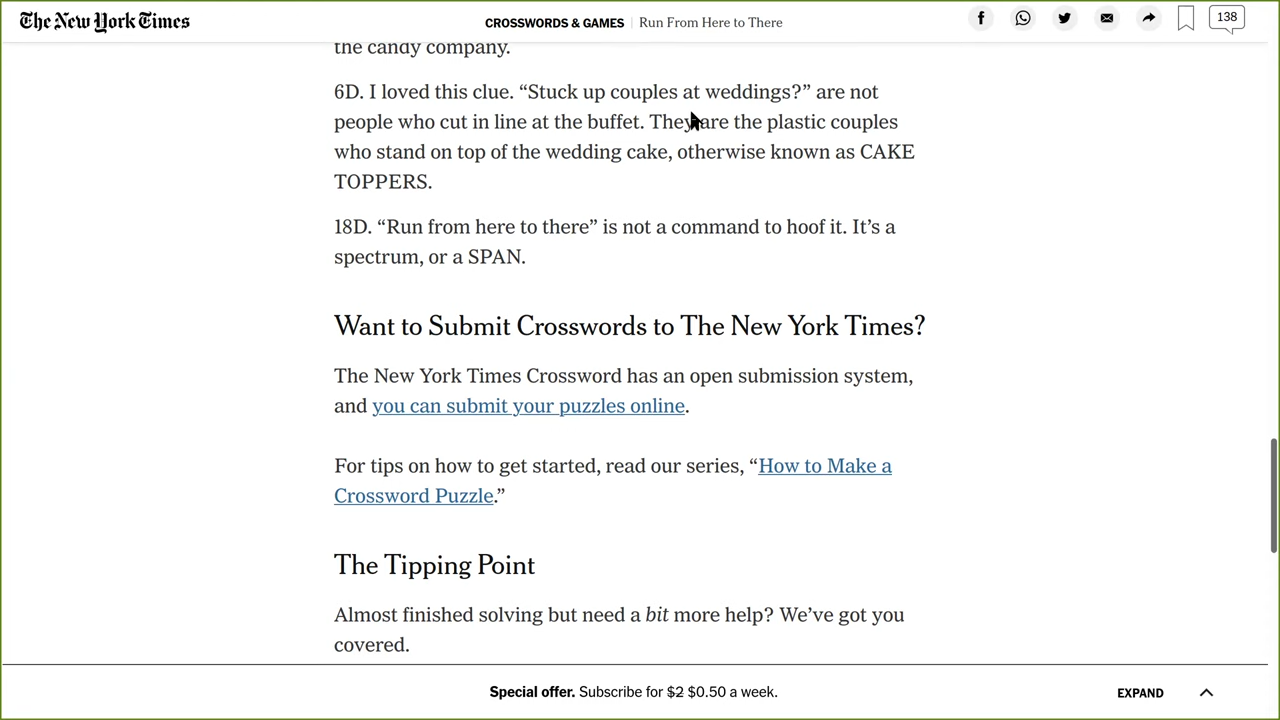 The New York Times
CROSSWORDS & GAMES | Run From Here to There
138
the candy company.
6D. I loved this clue. “Stuck up couples at weddings?” are not
people who cut in line at the buffet. They are the plastic couples
who stand on top of the wedding cake, otherwise known as CAKE
TOPPERS.
18D. “Run from here to there” is not a command to hoof it. It’s a
spectrum, or a SPAN.
Want to Submit Crosswords to The New York Times?
The New York Times Crossword has an open submission system,
and you can submit your puzzles online.
For tips on how to get started, read our series, “How to Make a
Crossword Puzzle.”
The Tipping Point
Almost finished solving but need a bit more help? We’ve got you
covered.
Special offer. Subscribe for $2 $0.50 a week.
EXPAND